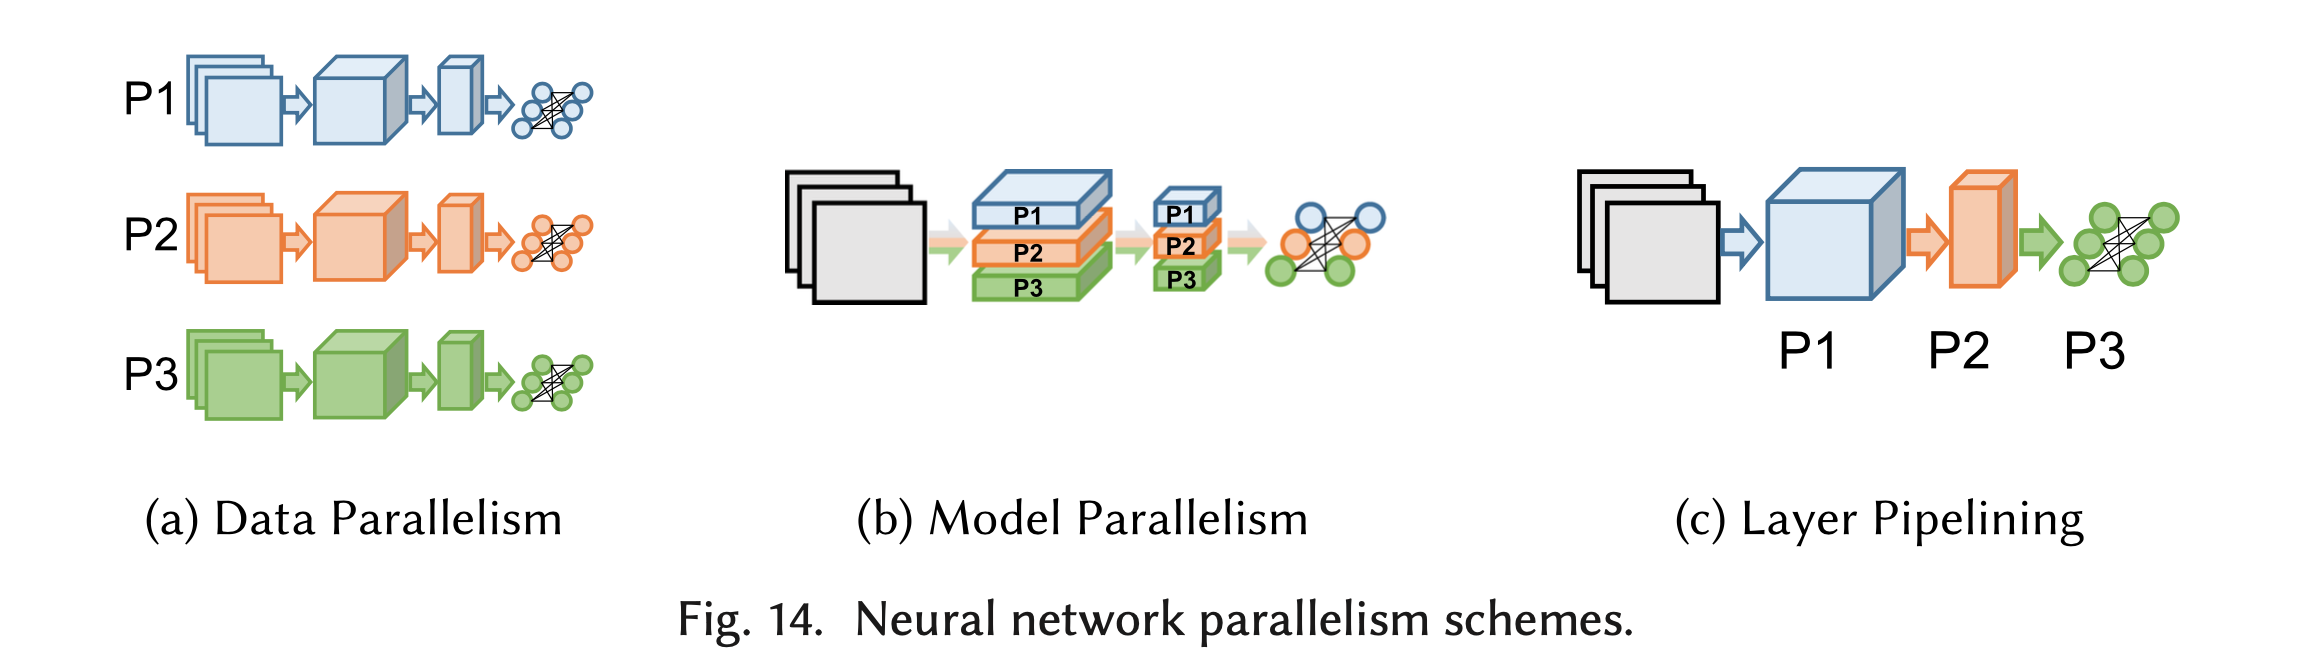 P1
P2
P3
(a) Data Parallelism
P1
P2
P3
P1
P2
P3
(b) Model Parallelism
P1
P2
P3
(c) Layer Pipelining
Fig. 14. Neural network parallelism schemes.